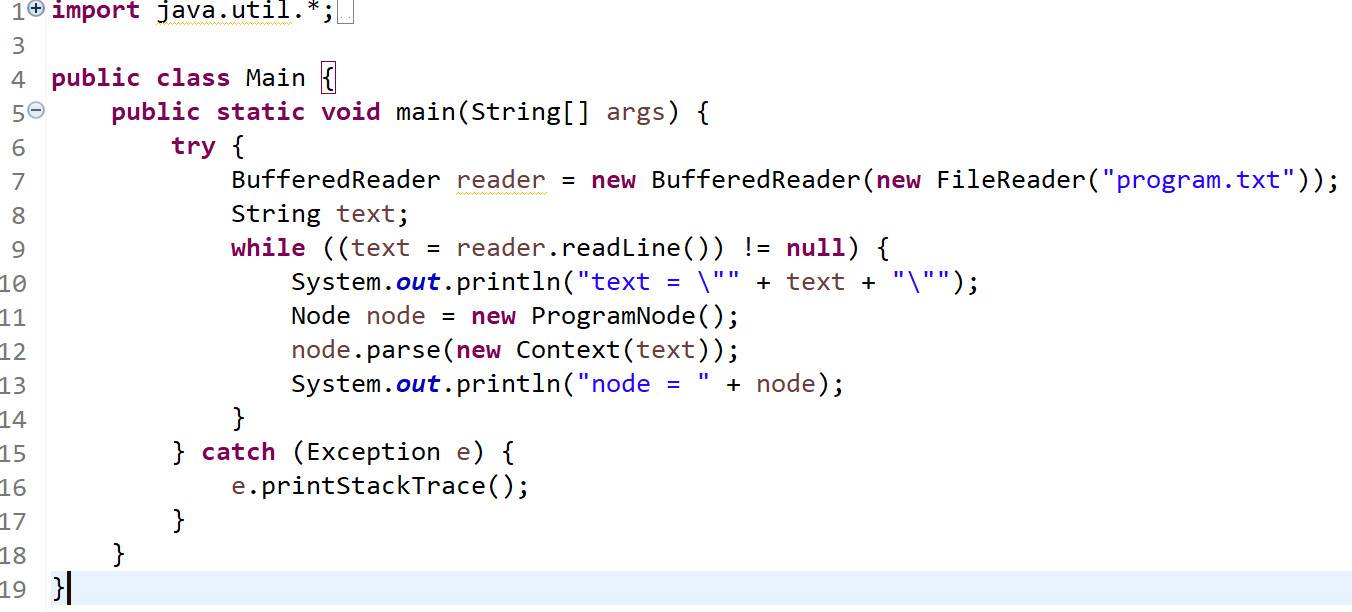 1 import java.util.*;
3
4 public class Main {
5     public static void main(String[] args) {
6         try {
7             BufferedReader reader = new BufferedReader(new FileReader("program.txt"));
8             String text;
9             while ((text = reader.readLine()) != null) {
10                 System.out.println("text = \"" + text + "\"");
11                 Node node = new ProgramNode();
12                 node.parse(new Context(text));
13                 System.out.println("node = " + node);
14             }
15         } catch (Exception e) {
16             e.printStackTrace();
17         }
18     }
19 }